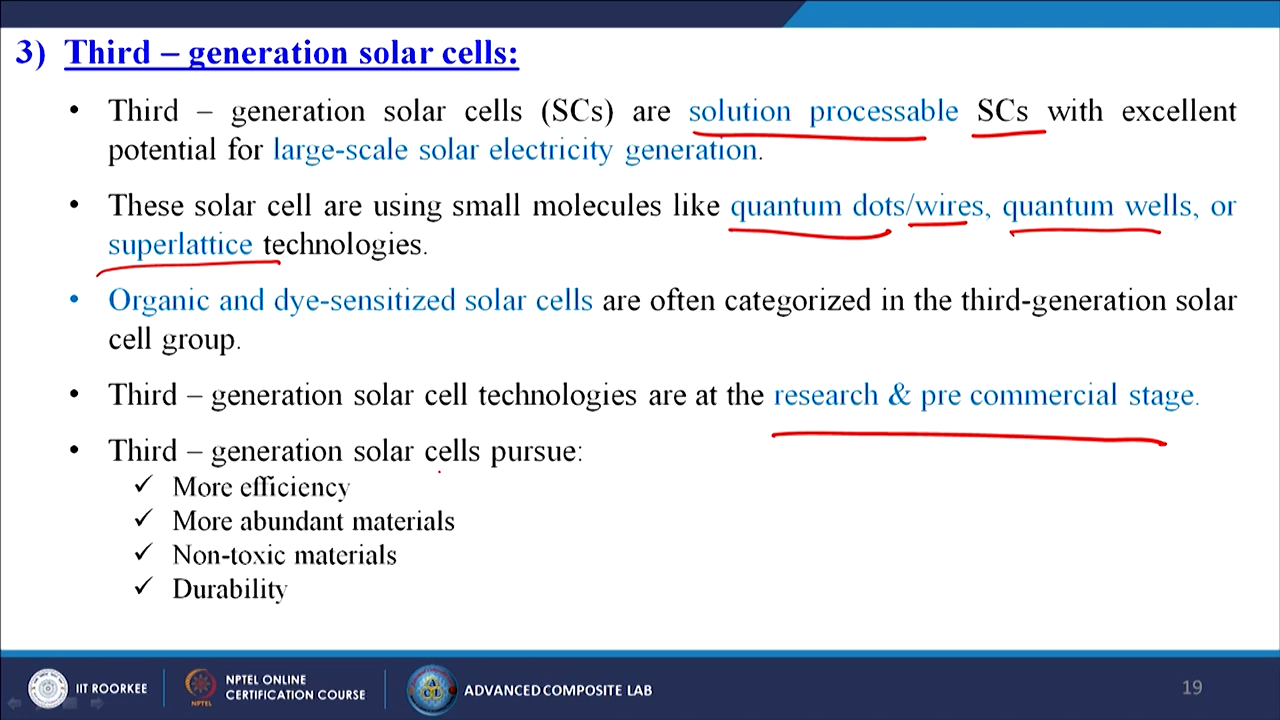 3) Third – generation solar cells:
• Third – generation solar cells (SCs) are solution processable SCs with excellent
potential for large-scale solar electricity generation.
• These solar cell are using small molecules like quantum dots/wires, quantum wells, or
superlattice technologies.
• Organic and dye-sensitized solar cells are often categorized in the third-generation solar
cell group.
• Third – generation solar cell technologies are at the research & pre commercial stage.
• Third – generation solar cells pursue:
✓ More efficiency
✓ More abundant materials
✓ Non-toxic materials
✓ Durability
IIT ROORKEE
NPTEL
NPTEL ONLINE
CERTIFICATION COURSE
ACL
ADVANCED COMPOSITE LAB
19